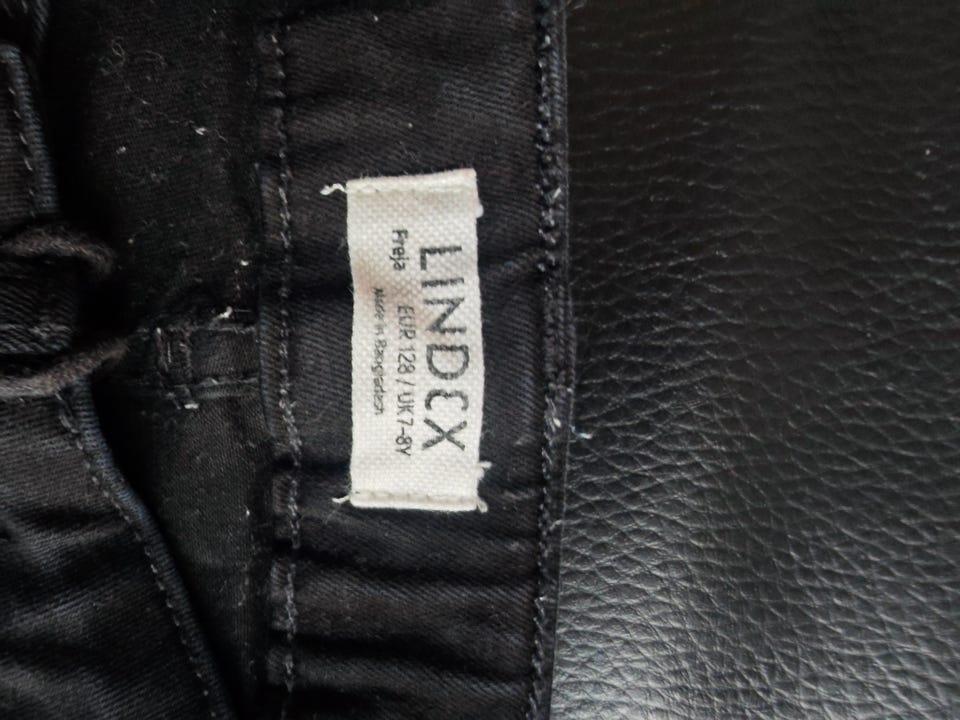 LINDEX
Freja EUR 128 / UK 7-8Y
Made in Bangladesh